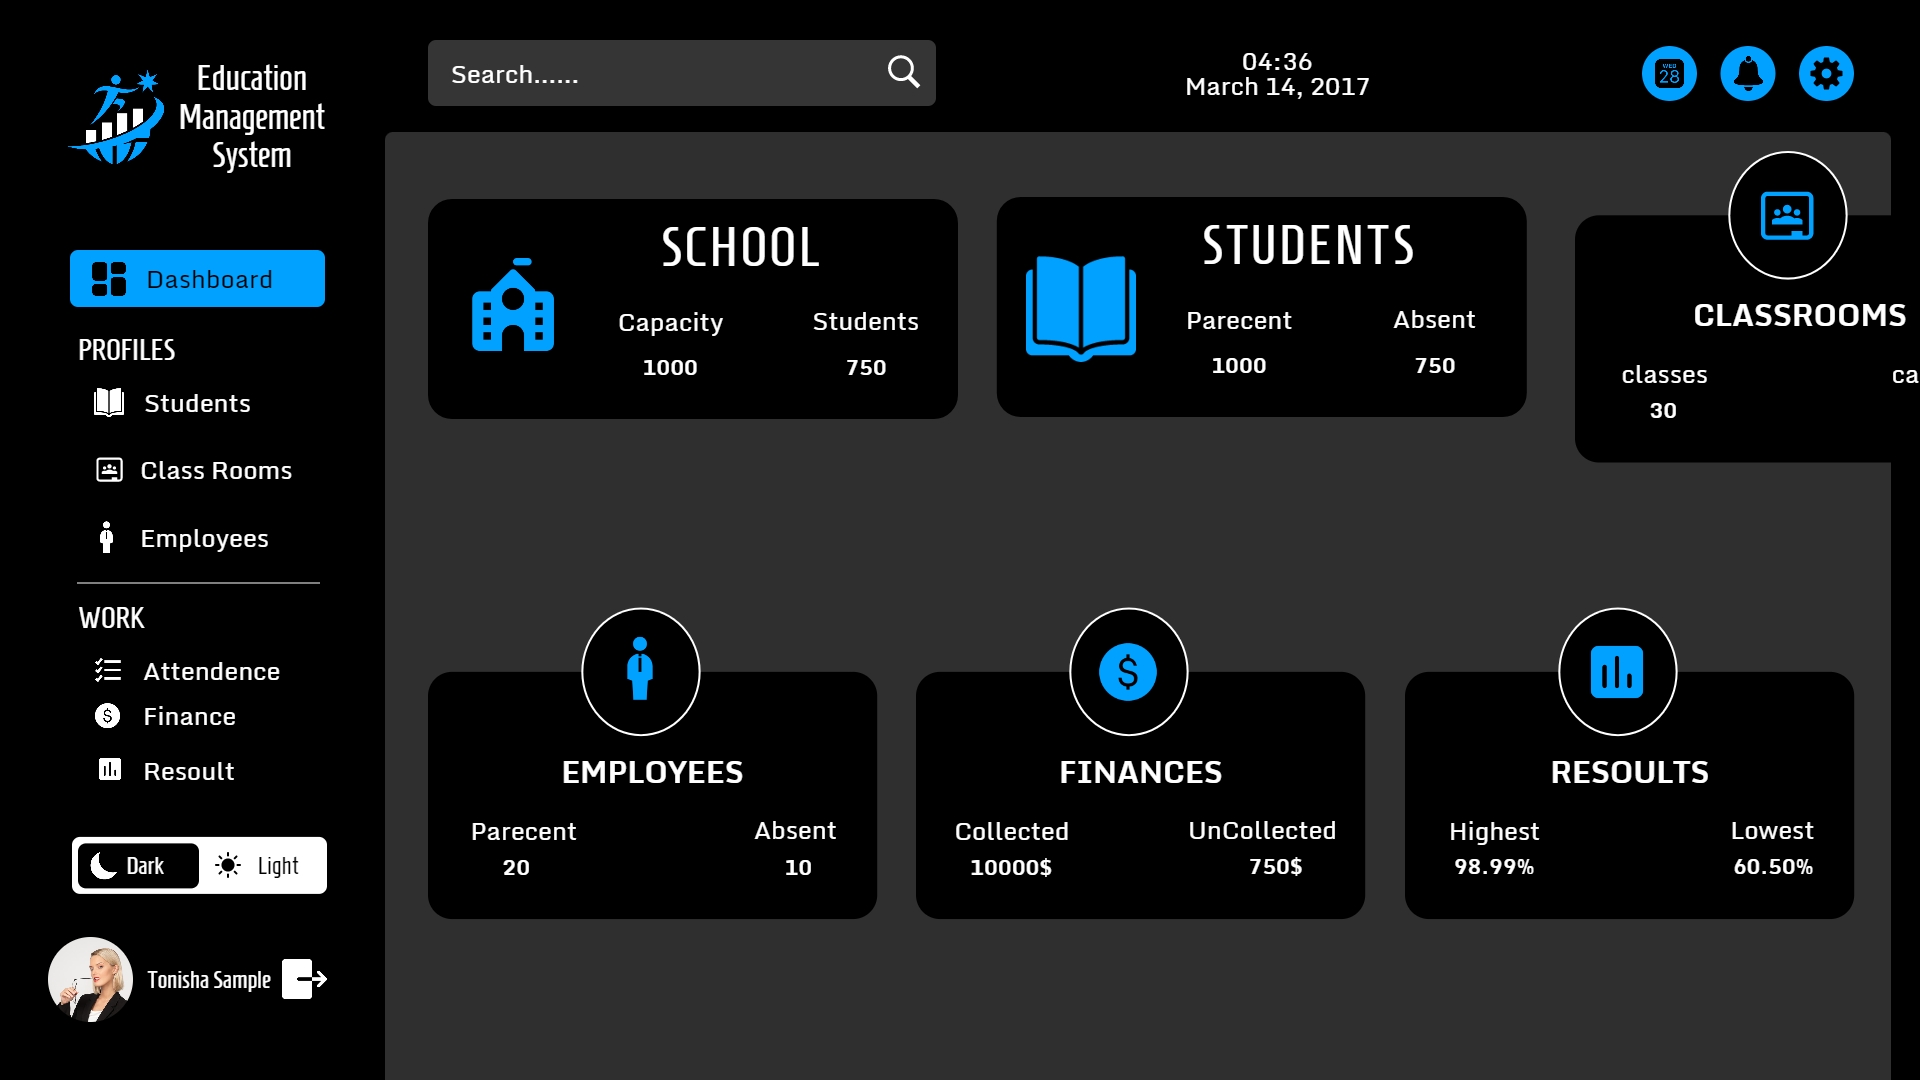 Education
Management
System
Search......
04:36
March 14, 2017
WED
28
Dashboard
PROFILES
Students
Class Rooms
Employees
WORK
Attendence
Finance
Resoult
Dark
Light
Tonisha Sample
SCHOOL
Capacity
Students
1000
750
STUDENTS
Parecent
Absent
1000
750
CLASSROOMS
classes
ca
30
EMPLOYEES
Parecent
Absent
20
10
FINANCES
Collected
UnCollected
10000$
750$
RESOULTS
Highest
Lowest
98.99%
60.50%